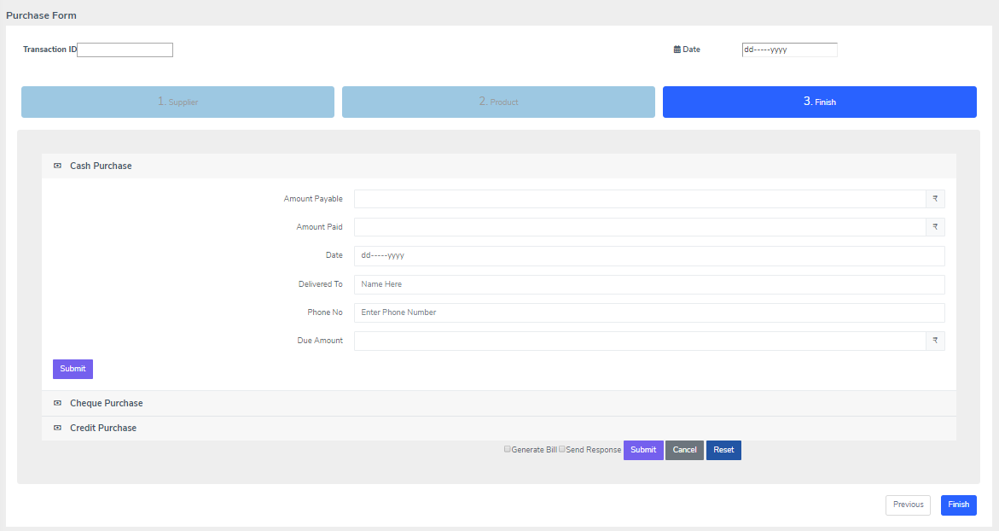 Purchase Form
Transaction ID Date dd-----yyyy
1. Supplier 2. Product 3. Finish
Cash Purchase
Amount Payable ₹
Amount Paid ₹
Date dd-----yyyy
Delivered To Name Here
Phone No Enter Phone Number
Due Amount ₹
Submit
Cheque Purchase
Credit Purchase
Generate Bill Send Response Submit Cancel Reset
Previous Finish